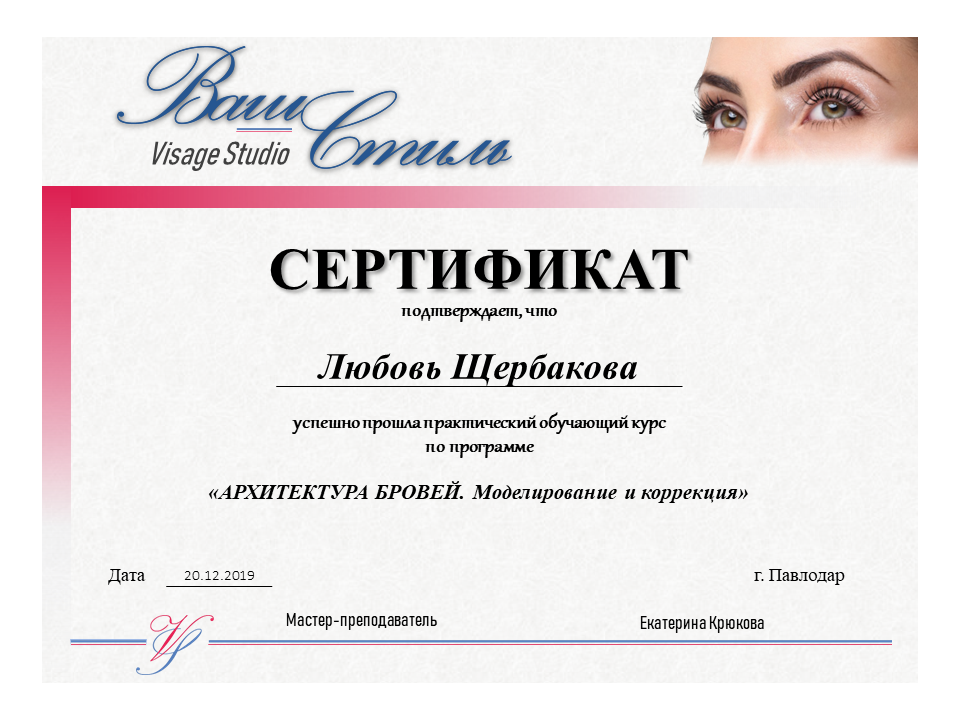 Ваш Стиль
Visage Studio
СЕРТИФИКАТ
подтверждает, что
Любовь Щербакова
успешно прошла практический обучающий курс
по программе
«АРХИТЕКТУРА БРОВЕЙ. Моделирование и коррекция»
Дата 20.12.2019 г. Павлодар
Мастер-преподаватель Екатерина Крюкова
VS